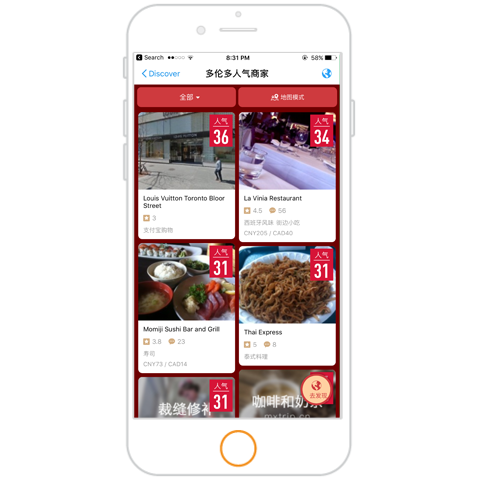 Search
8:31 PM
58%
Discover
多伦多人气商家
全部
地图模式
人气
36
人气
34
Louis Vuitton Toronto Bloor
Street
3
支付宝购物
La Vinia Restaurant
4.5 56
西班牙风味 街边小吃
CNY205 / CAD40
人气
31
人气
31
Momiji Sushi Bar and Grill
3.8 23
寿司
CNY73 / CAD14
Thai Express
5 8
泰式料理
人气
31
裁缝修补
咖啡和奶茶
mxtrip.cn
去发现